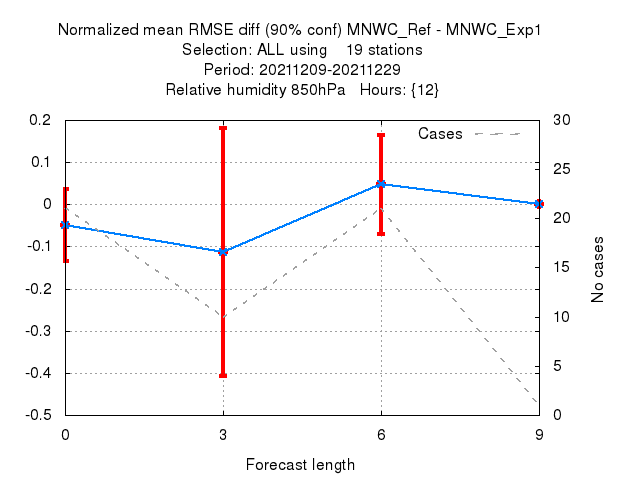 Normalized mean RMSE diff (90% conf) MNWC_Ref - MNWC_Exp1
Selection: ALL using 19 stations
Period: 20211209-20211229
Relative humidity 850hPa Hours: {12}
0.2
0.1
0
-0.1
-0.2
-0.3
-0.4
-0.5
Cases
30
25
20
15
10
5
0
No cases
0 3 6 9
Forecast length